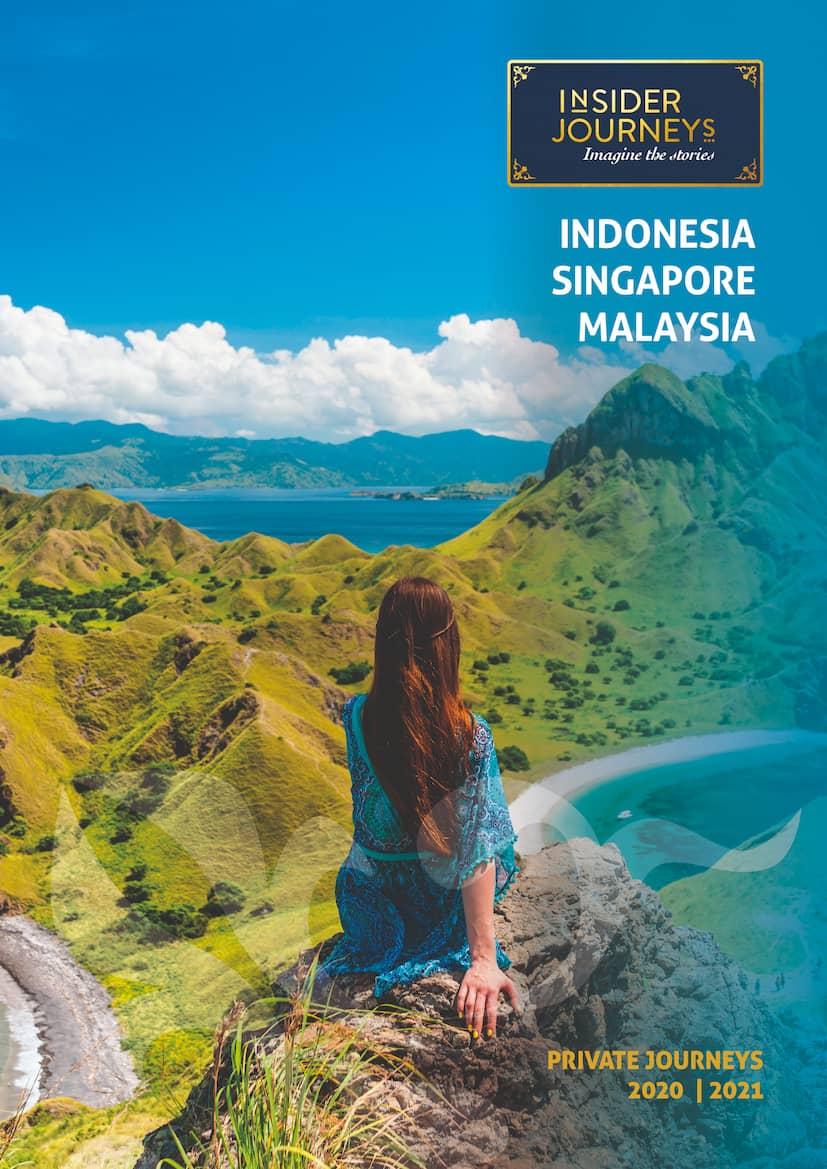 INSIDER
JOURNEYS
Imagine the stories
INDONESIA
SINGAPORE
MALAYSIA
PRIVATE JOURNEYS
2020 | 2021